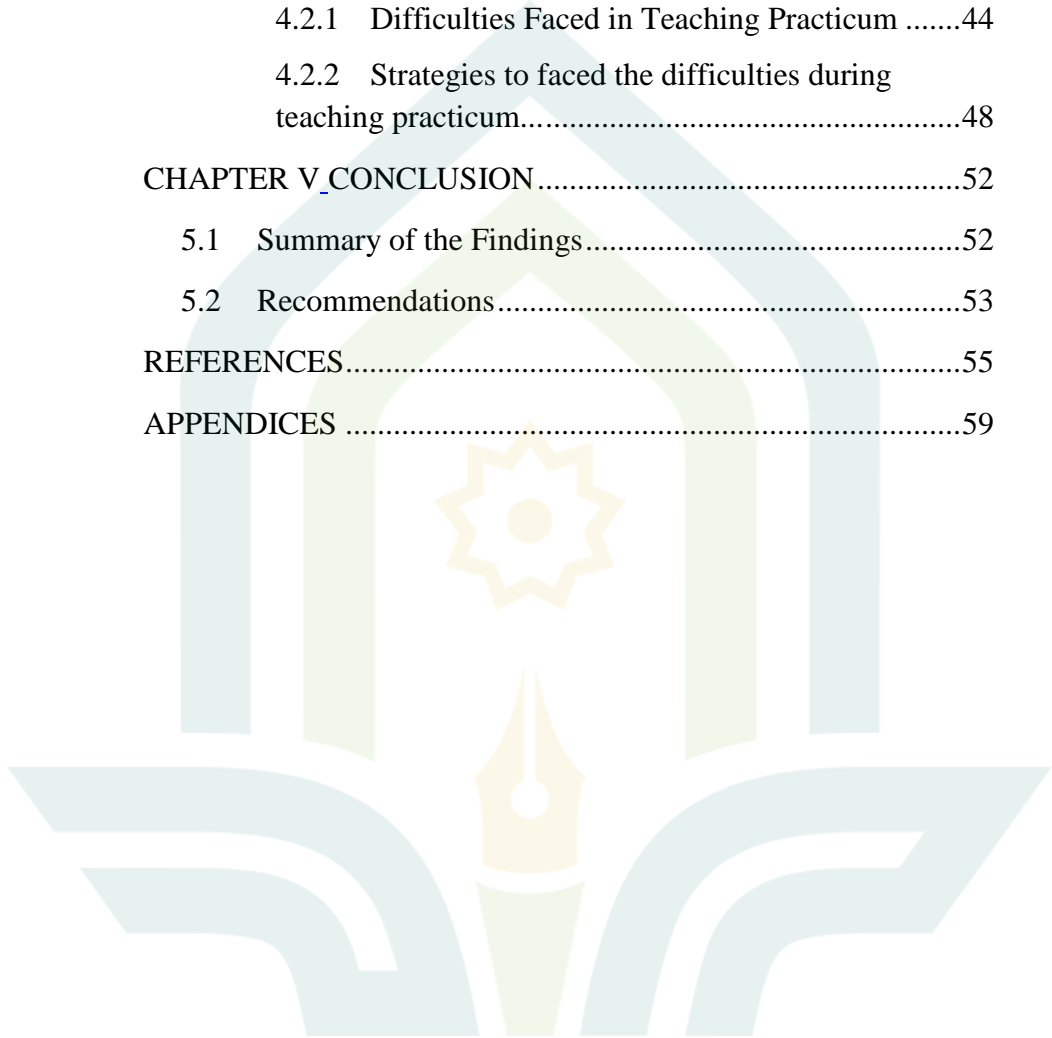 4.2.1 Difficulties Faced in Teaching Practicum .......44
4.2.2 Strategies to faced the difficulties during
teaching practicum..........................................................48
CHAPTER V CONCLUSION.........................................................52
5.1 Summary of the Findings...................................................52
5.2 Recommendations..............................................................53
REFERENCES.................................................................................55
APPENDICES .................................................................................59